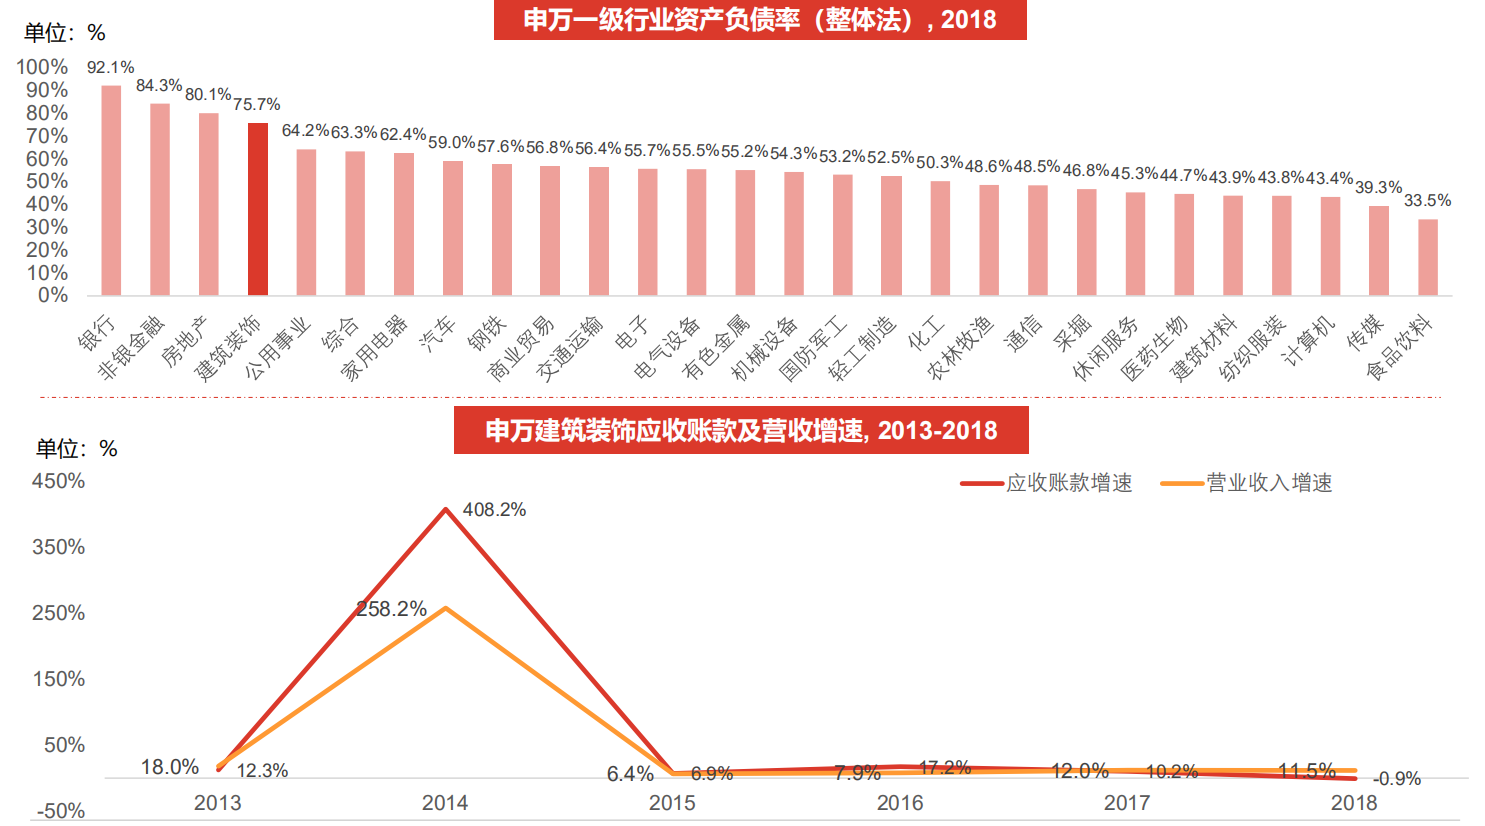 申万一级行业资产负债率（整体法）, 2018
单位：%
100%
90%
80%
70%
60%
50%
40%
30%
20%
10%
0%
92.1% 84.3% 80.1% 75.7% 64.2% 63.3% 62.4% 59.0% 57.6% 56.8% 56.4% 55.7% 55.5% 55.2% 54.3% 53.2% 52.5% 50.3% 48.6% 48.5% 46.8% 45.3% 44.7% 43.9% 43.8% 43.4% 39.3% 33.5%
银行 非银金融 房地产 建筑装饰 公用事业 综合 家用电器 汽车 钢铁 商业贸易 交通运输 电子 电气设备 有色金属 机械设备 国防军工 轻工制造 化工 农林牧渔 通信 采掘 休闲服务 医药生物 建筑材料 纺织服装 计算机 传媒 食品饮料
申万建筑装饰应收账款及营收增速, 2013-2018
单位：%
应收账款增速 营业收入增速
450%
350%
250%
150%
50%
-50%
408.2%
258.2%
18.0% 12.3% 6.4% 6.9% 7.9% 17.2% 12.0% 10.2% 11.5% -0.9%
2013 2014 2015 2016 2017 2018